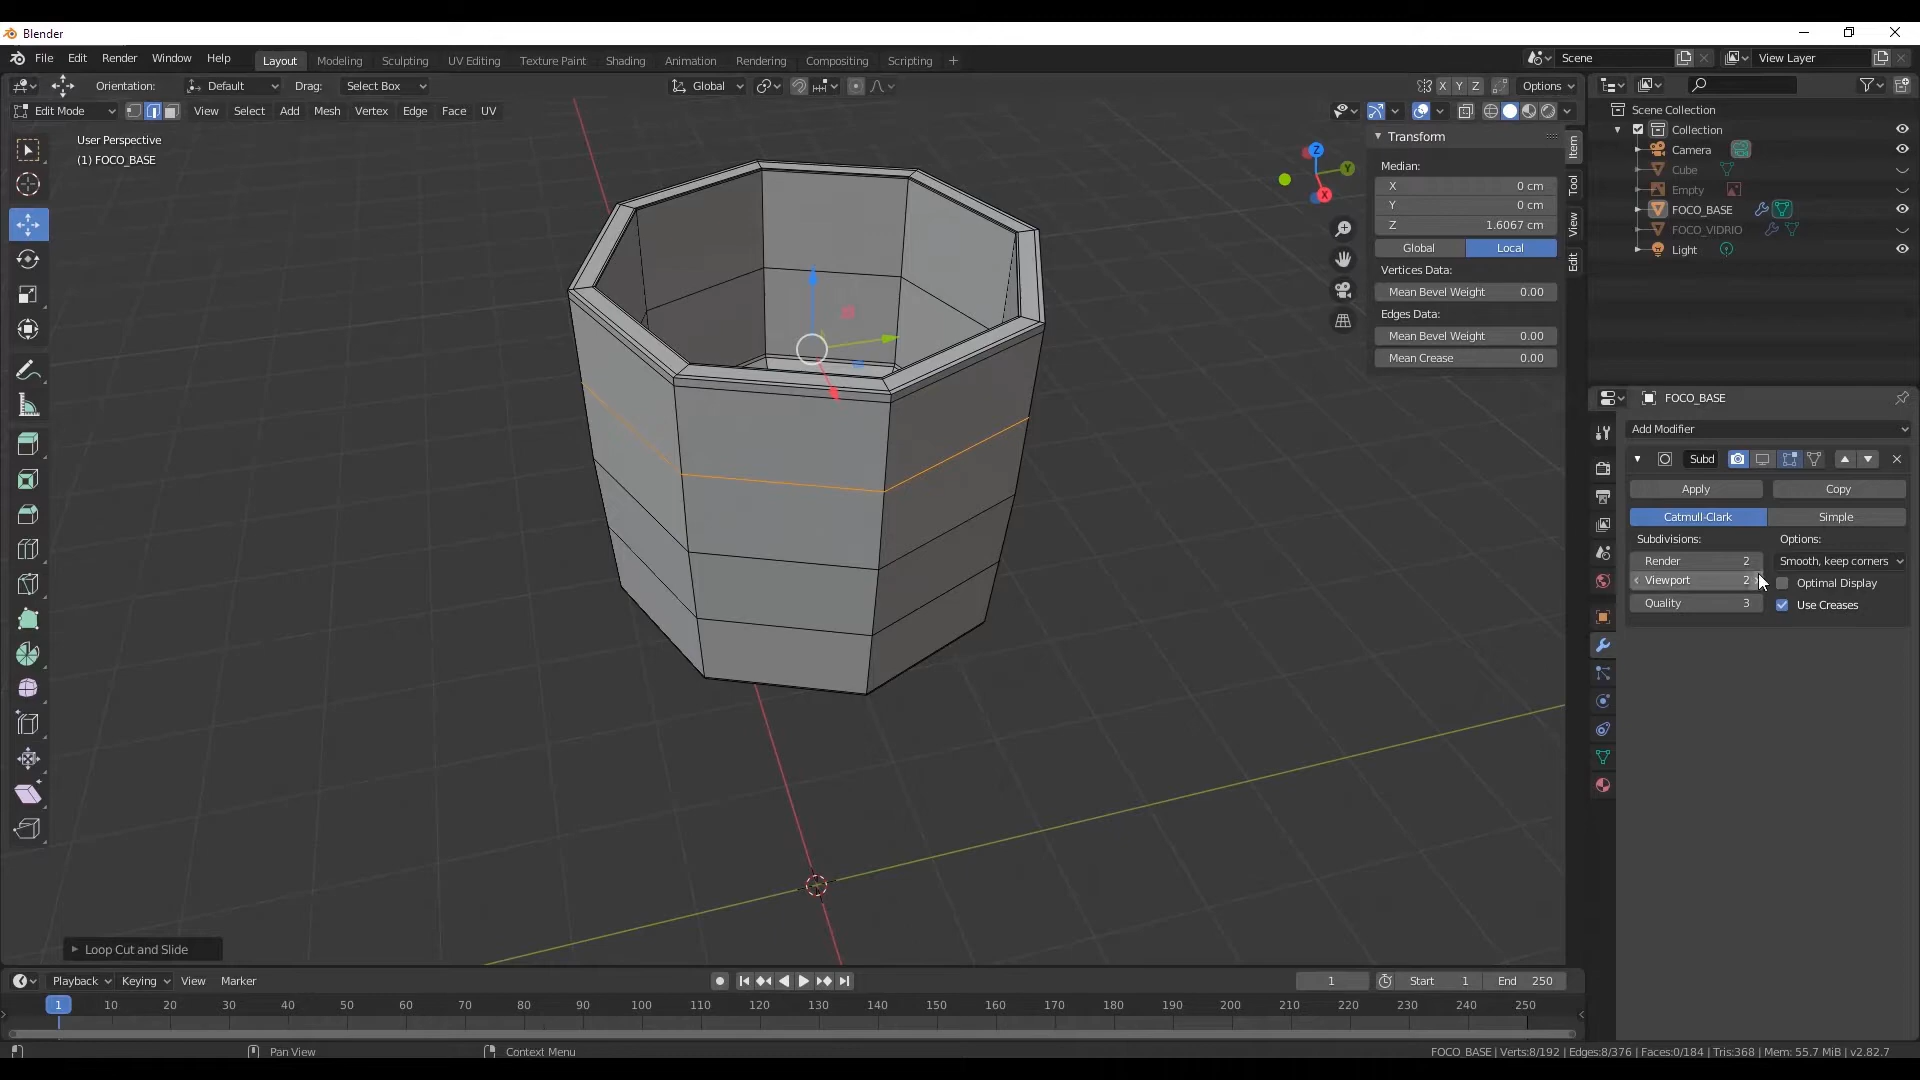 Blender
File Edit Render Window Help Layout Modeling Sculpting UV Editing Texture Paint Shading Animation Rendering Compositing Scripting + Scene View Layer
Orientation: Default Drag: Select Box Global X Y Z Options
Edit Mode View Select Add Mesh Vertex Edge Face UV
User Perspective
(1) FOCO_BASE
Transform
Median:
X 0 cm
Y 0 cm
Z 1.6067 cm
Global Local
Vertices Data:
Mean Bevel Weight 0.00
Edges Data:
Mean Bevel Weight 0.00
Mean Crease 0.00
Item
Tool
View
Edit
Z
Y
X
Scene Collection
Collection
Camera
Cube
Empty
FOCO_BASE
FOCO_VIDRIO
Light
FOCO_BASE
Add Modifier
Subd
Apply Copy
Catmull-Clark Simple
Subdivisions: Options:
Render 2 Smooth, keep corners
Viewport 2 Optimal Display
Quality 3 Use Creases
Loop Cut and Slide
Playback Keying View Marker 1 Start 1 End 250
1 10 20 30 40 50 60 70 80 90 100 110 120 130 140 150 160 170 180 190 200 210 220 230 240 250
Pan View Context Menu FOCO_BASE | Verts:8/192 | Edges:8/376 | Faces:0/184 | Tris:368 | Mem: 55.7 MiB | v2.82.7